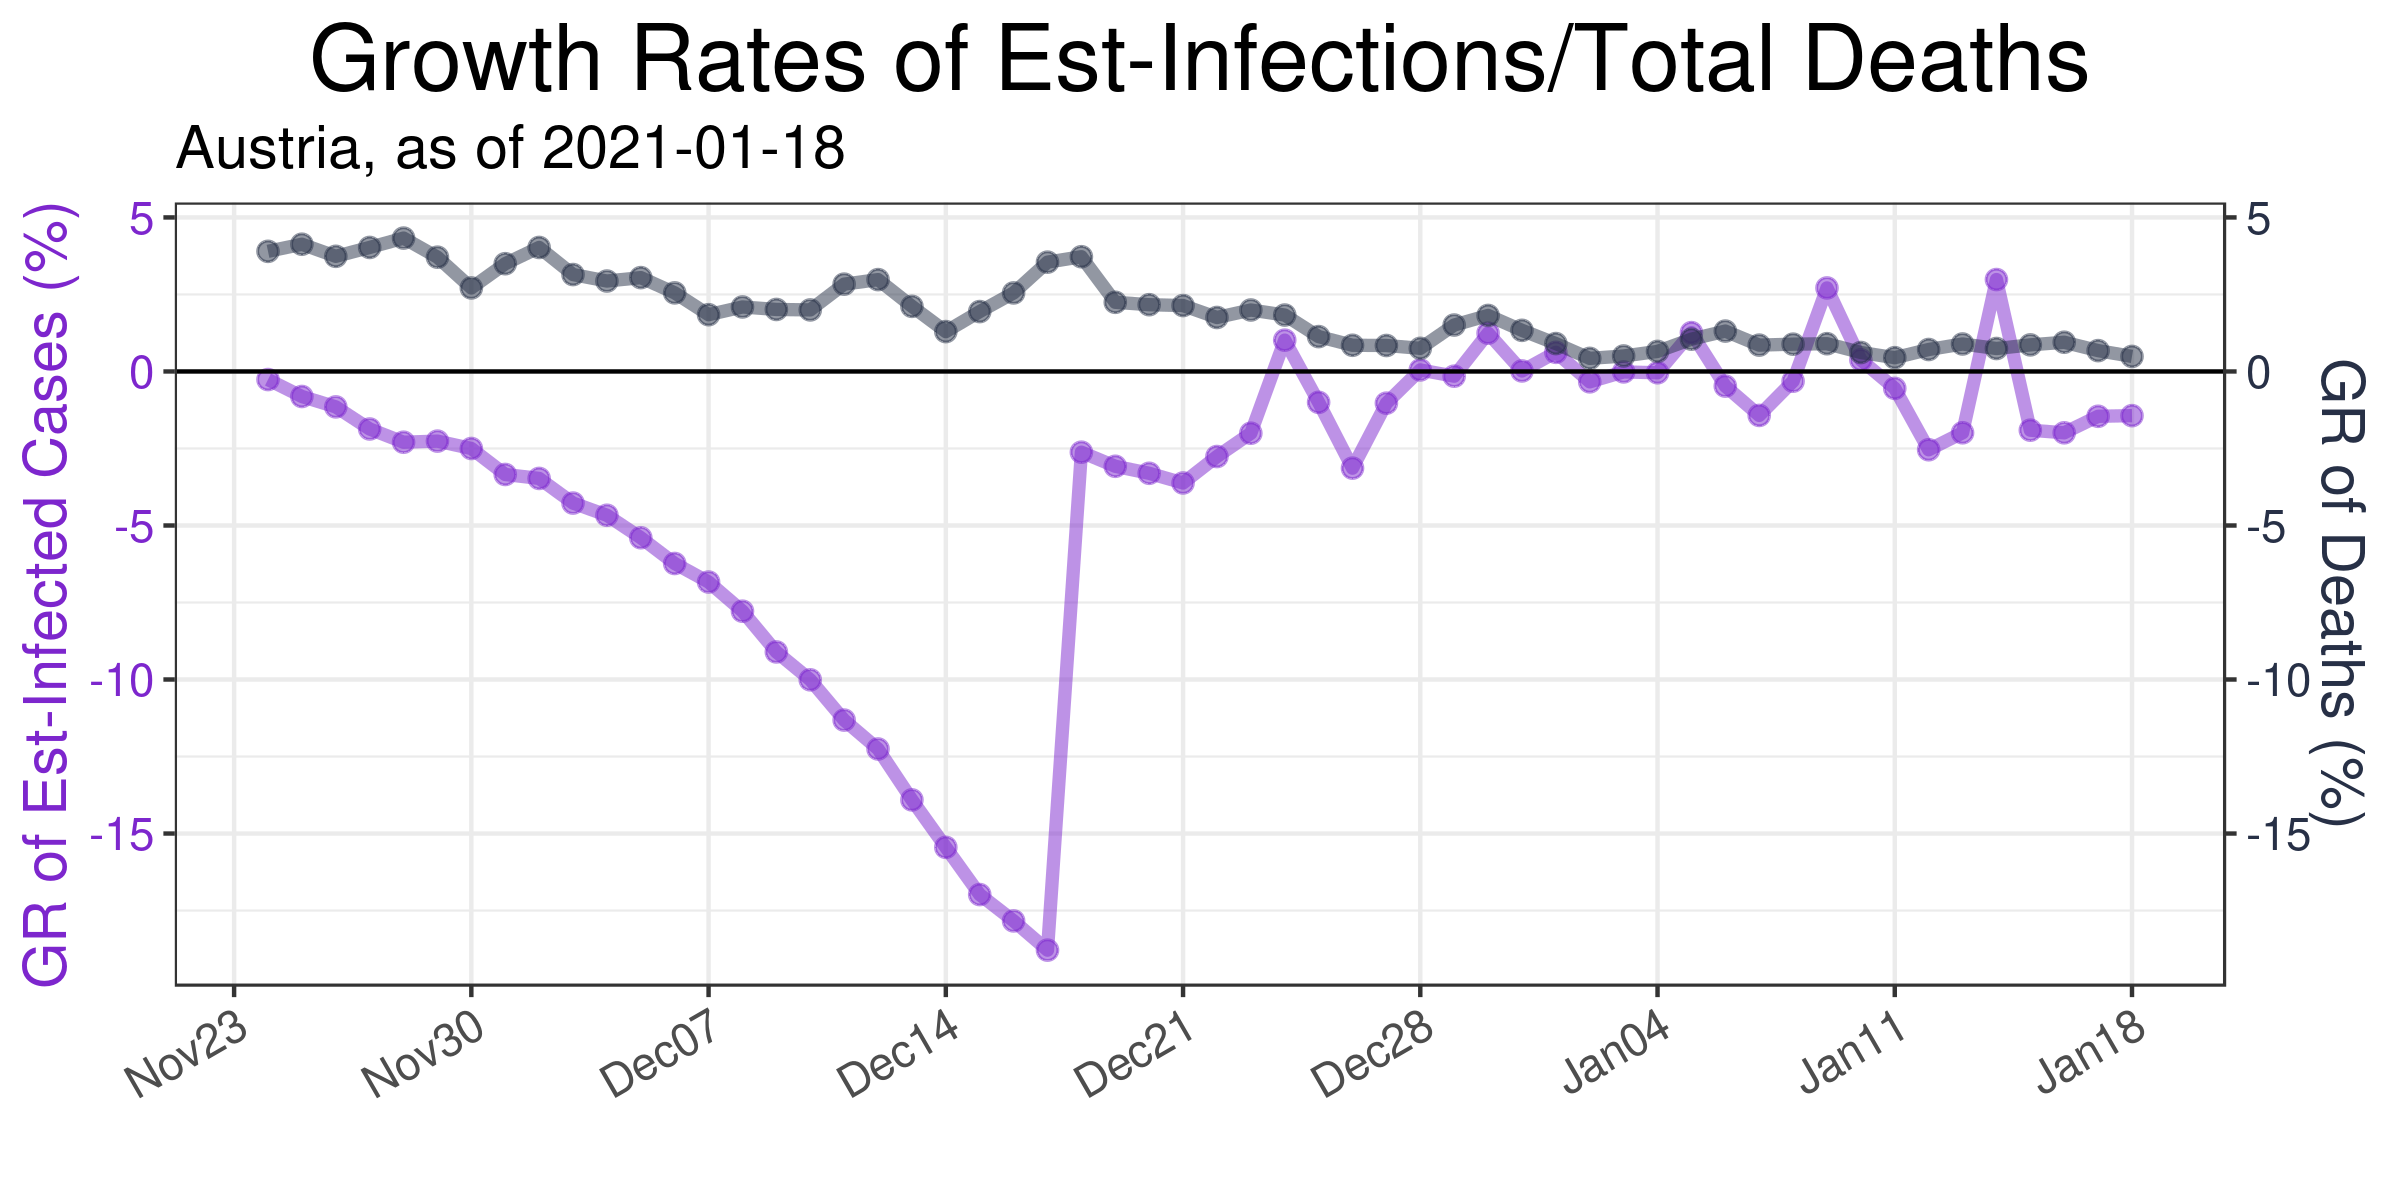 Growth Rates of Est-Infections/Total Deaths
Austria, as of 2021-01-18
GR of Est-Infected Cases (%)
5
0
-5
-10
-15
5
0
-5
-10
-15
GR of Deaths (%)
Nov23
Nov30
Dec07
Dec14
Dec21
Dec28
Jan04
Jan11
Jan18